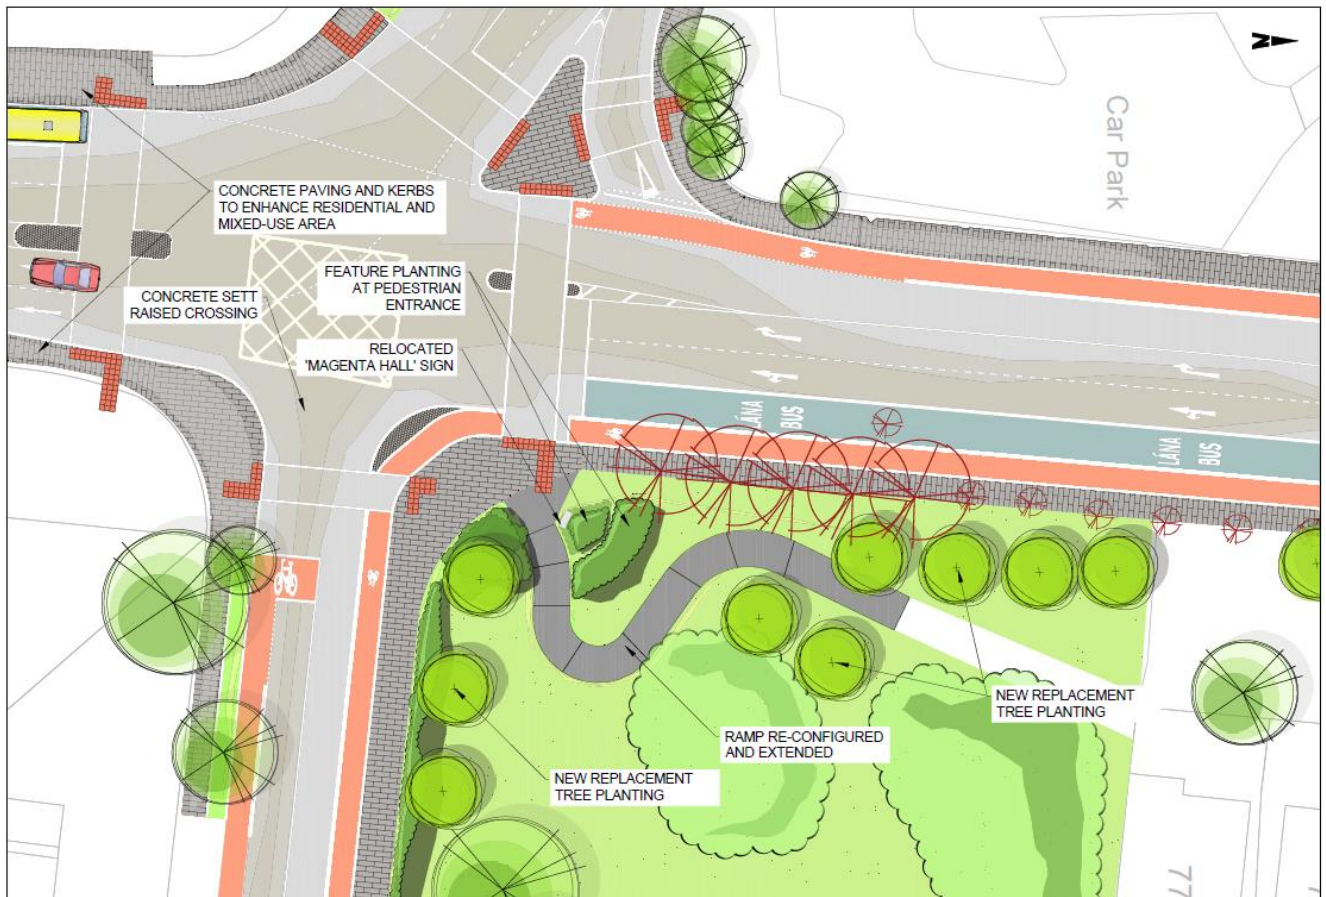 N
Car Park
CONCRETE PAVING AND KERBS
TO ENHANCE RESIDENTIAL AND
MIXED-USE AREA
FEATURE PLANTING
AT PEDESTRIAN
ENTRANCE
CONCRETE SETT
RAISED CROSSING
RELOCATED
'MAGENTA HALL' SIGN
LÁNA
BUS
LÁNA
BUS
NEW REPLACEMENT
TREE PLANTING
RAMP RE-CONFIGURED
AND EXTENDED
NEW REPLACEMENT
TREE PLANTING
77